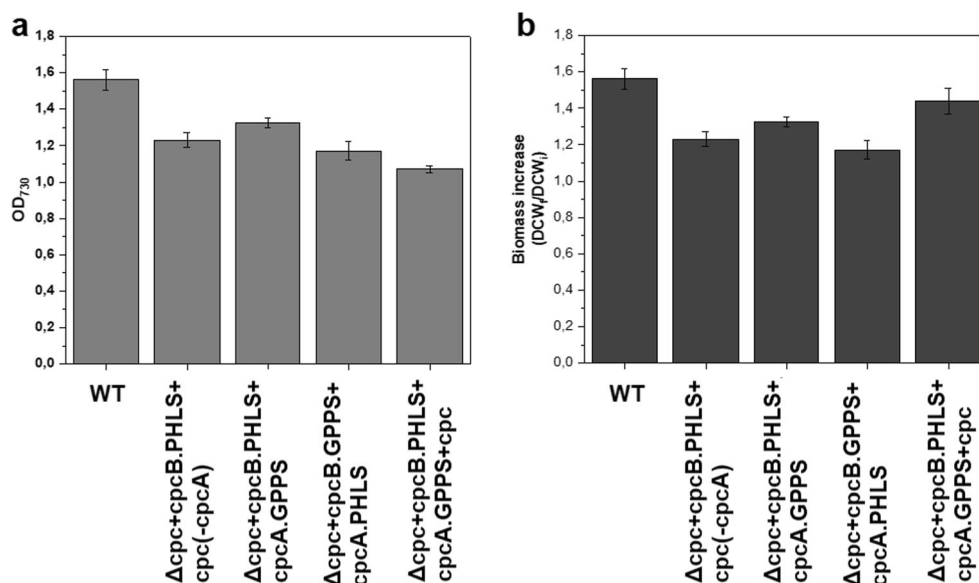 a
1,8
1,6
1,4
1,2
1,0
0,8
0,6
0,4
0,2
0,0
OD730
WT
Δcpc+cpcB.PHLS+
cpc(-cpcA)
Δcpc+cpcB.PHLS+
cpcA.GPPS
Δcpc+cpcB.GPPS+
cpcA.PHLS
Δcpc+cpcB.PHLS+
cpcA.GPPS+cpc
b
1,8
1,6
1,4
1,2
1,0
0,8
0,6
0,4
0,2
0,0
Biomass increase
(DCWf/DCWi)
WT
Δcpc+cpcB.PHLS+
cpc(-cpcA)
Δcpc+cpcB.PHLS+
cpcA.GPPS
Δcpc+cpcB.GPPS+
cpcA.PHLS
Δcpc+cpcB.PHLS+
cpcA.GPPS+cpc